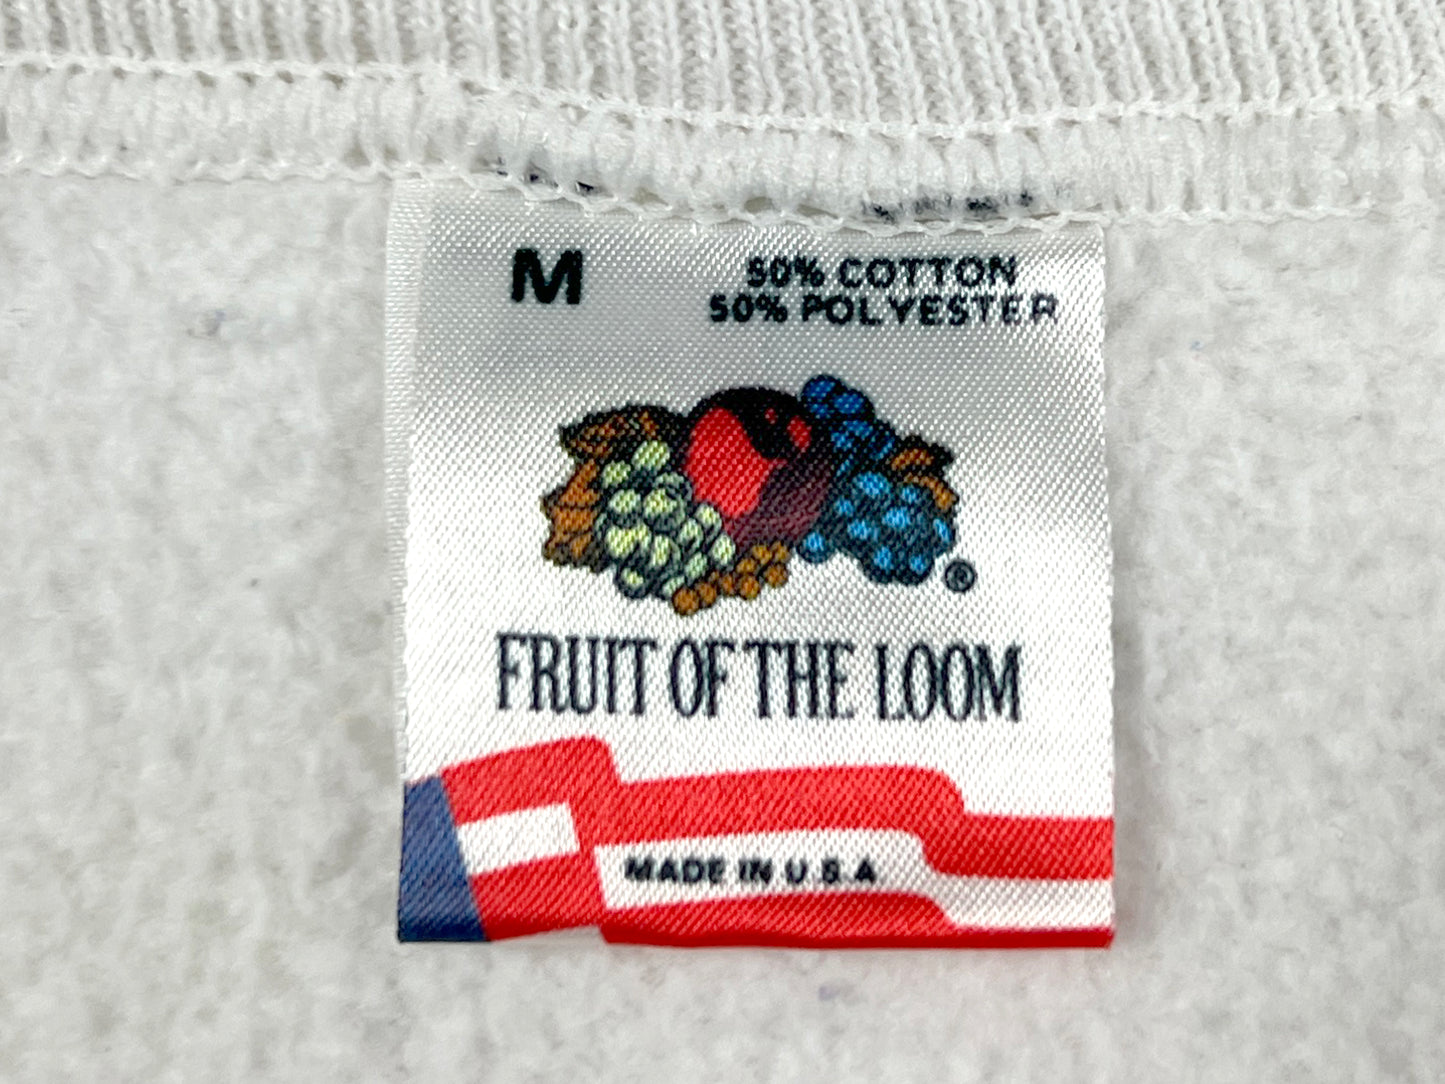 M
50% COTTON
50% POLYESTER
®
FRUIT OF THE LOOM
MADE IN U.S.A